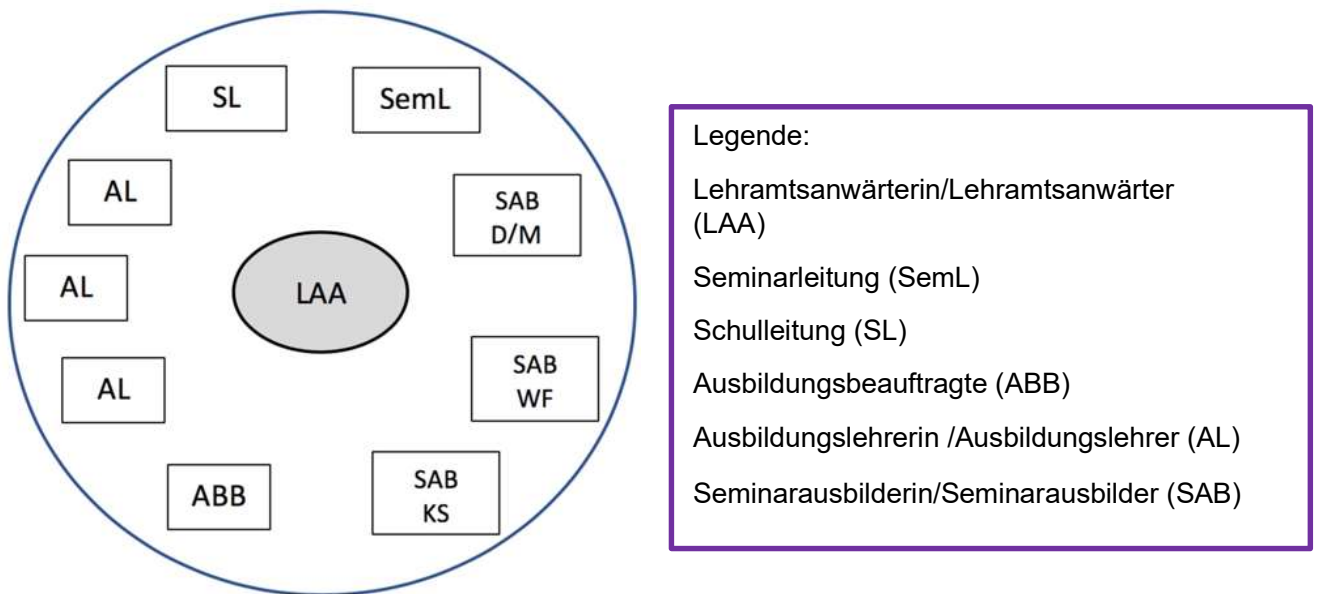 SL
SemL
AL
SAB
D/M
AL
LAA
AL
SAB
WF
ABB
SAB
KS
Legende:
Lehramtsanwärterin/Lehramtsanwärter
(LAA)
Seminarleitung (SemL)
Schulleitung (SL)
Ausbildungsbeauftragte (ABB)
Ausbildungslehrerin /Ausbildungslehrer (AL)
Seminarausbilderin/Seminarausbilder (SAB)